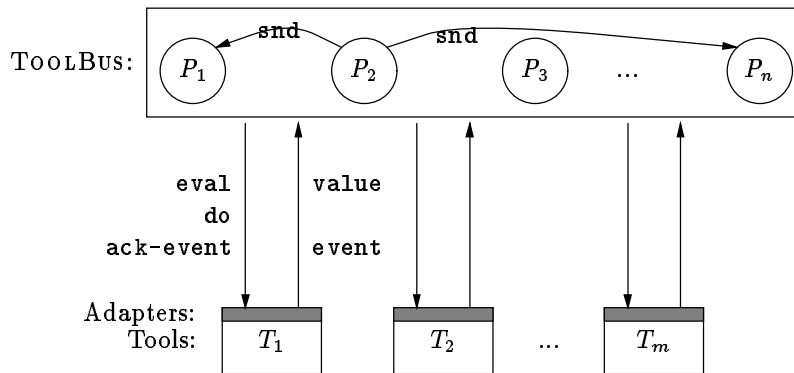 snd
snd
TOOLBUS:
P1
P2
P3
...
Pn
eval
value
do
ack-event
event
Adapters:
Tools:
T1
T2
...
Tm